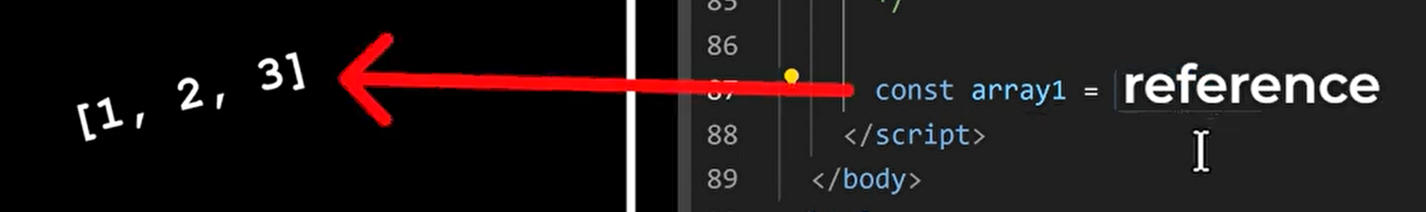 [1, 2, 3]
*/
86
87 const array1 = reference
88 </script>
89 </body>